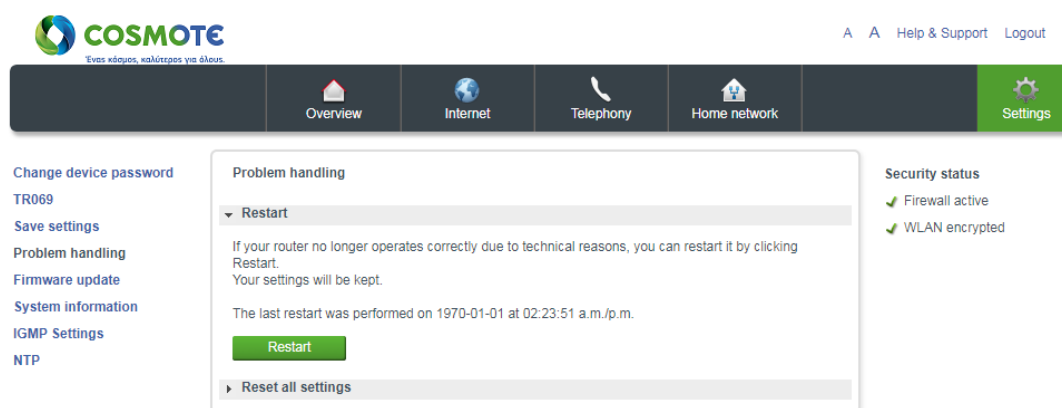 COSMOTE
Ένας κόσμος, καλύτερος για όλους.
A A Help & Support Logout
Overview Internet Telephony Home network Settings
Change device password
TR069
Save settings
Problem handling
Firmware update
System information
IGMP Settings
NTP
Problem handling
Restart
If your router no longer operates correctly due to technical reasons, you can restart it by clicking
Restart.
Your settings will be kept.
The last restart was performed on 1970-01-01 at 02:23:51 a.m./p.m.
Restart
Reset all settings
Security status
Firewall active
WLAN encrypted